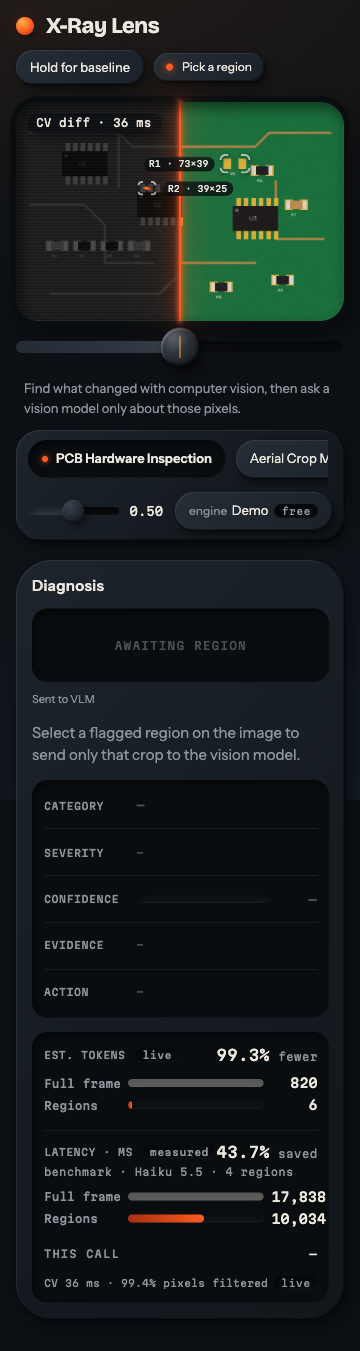 X-Ray Lens
Hold for baseline
Pick a region
CV diff · 36 ms
U1
R1 · 73×39
R2 · 39×25
U2
U3
Find what changed with computer vision, then ask a
vision model only about those pixels.
PCB Hardware Inspection
Aerial Crop M
0.50
engine Demo free
Diagnosis
AWAITING REGION
Sent to VLM
Select a flagged region on the image to
send only that crop to the vision model.
CATEGORY –
SEVERITY –
CONFIDENCE –
EVIDENCE –
ACTION –
EST. TOKENS live 99.3% fewer
Full frame 820
Regions 6
LATENCY · MS measured 43.7% saved
benchmark · Haiku 5.5 · 4 regions
Full frame 17,838
Regions 10,034
THIS CALL –
CV 36 ms · 99.4% pixels filtered live